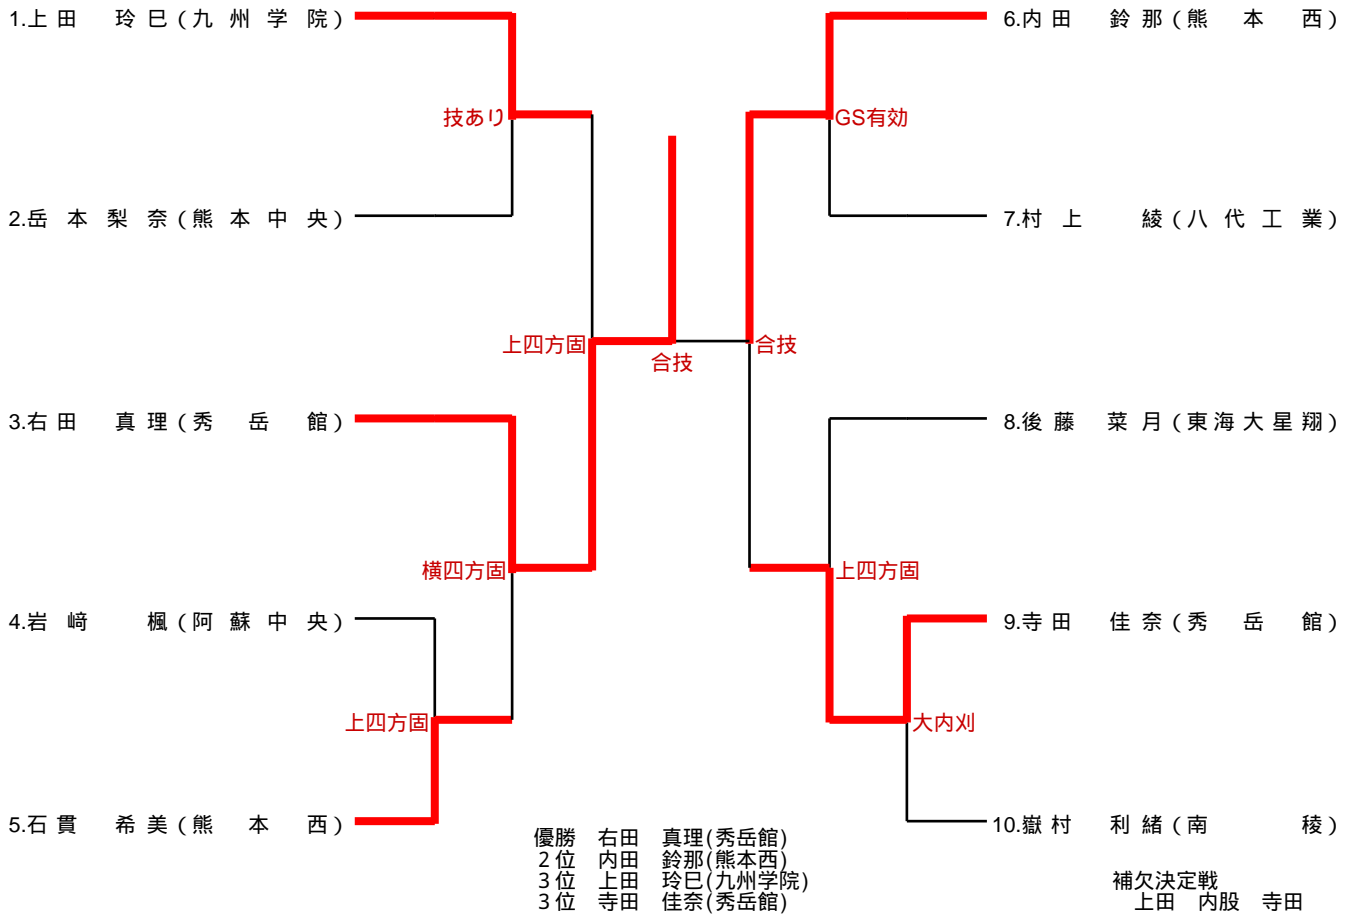 1.上田　玲巳(九州学院)
6.内田　鈴那(熊本西)
技あり
GS有効
2.岳本梨奈(熊本中央)
7.村上　綾(八代工業)
上四方固
合技
合技
3.右田　真理(秀岳館)
8.後藤　菜月(東海大星翔)
横四方固
上四方固
4.岩﨑　楓(阿蘇中央)
9.寺田　佳奈(秀岳館)
上四方固
大内刈
5.石貫　希美(熊本西)
10.嶽村　利緒(南稜)
優勝　右田　真理(秀岳館)
2位　内田　鈴那(熊本西)
3位　上田　玲巳(九州学院)
3位　寺田　佳奈(秀岳館)
補欠決定戦
上田　内股　寺田